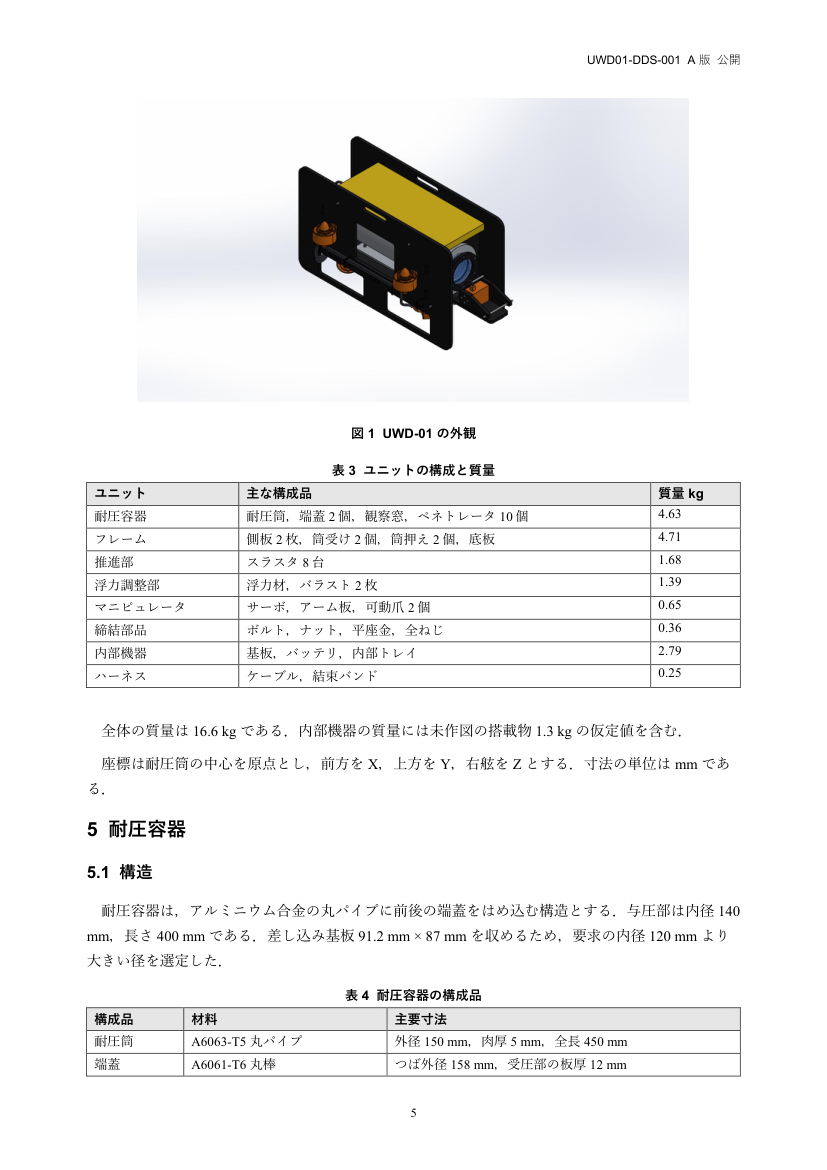 UWD01-DDS-001 A 版 公開
図 1 UWD-01 の外観
表 3 ユニットの構成と質量
ユニット 主な構成品 質量 kg
耐圧容器 耐圧筒，端蓋 2 個，観察窓，ペネトレータ 10 個 4.63
フレーム 側板 2 枚，筒受け 2 個，筒押え 2 個，底板 4.71
推進部 スラスタ 8 台 1.68
浮力調整部 浮力材，バラスト 2 枚 1.39
マニピュレータ サーボ，アーム板，可動爪 2 個 0.65
締結部品 ボルト，ナット，平座金，全ねじ 0.36
内部機器 基板，バッテリ，内部トレイ 2.79
ハーネス ケーブル，結束バンド 0.25
全体の質量は 16.6 kg である．内部機器の質量には未作図の搭載物 1.3 kg の仮定値を含む．
座標は耐圧筒の中心を原点とし，前方を X，上方を Y，右舷を Z とする．寸法の単位は mm であ
る．
5 耐圧容器
5.1 構造
耐圧容器は，アルミニウム合金の丸パイプに前後の端蓋をはめ込む構造とする．与圧部は内径 140
mm，長さ 400 mm である．差し込み基板 91.2 mm × 87 mm を収めるため，要求の内径 120 mm より
大きい径を選定した．
表 4 耐圧容器の構成品
構成品 材料 主要寸法
耐圧筒 A6063-T5 丸パイプ 外径 150 mm，肉厚 5 mm，全長 450 mm
端蓋 A6061-T6 丸棒 つば外径 158 mm，受圧部の板厚 12 mm
5